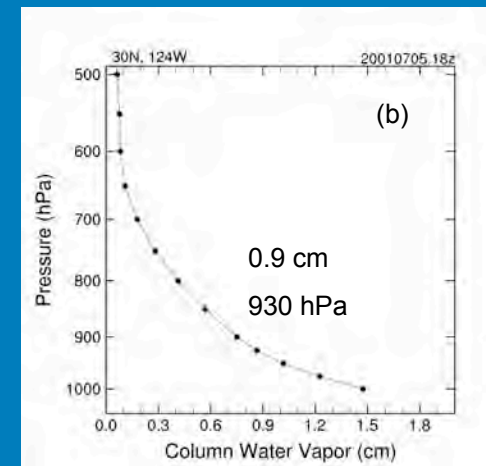 30N, 124W 20010705.18z
500
(b)
600
Pressure (hPa)
700
0.9 cm
800
930 hPa
900
1000
0.0 0.3 0.6 0.9 1.2 1.5 1.8
Column Water Vapor (cm)